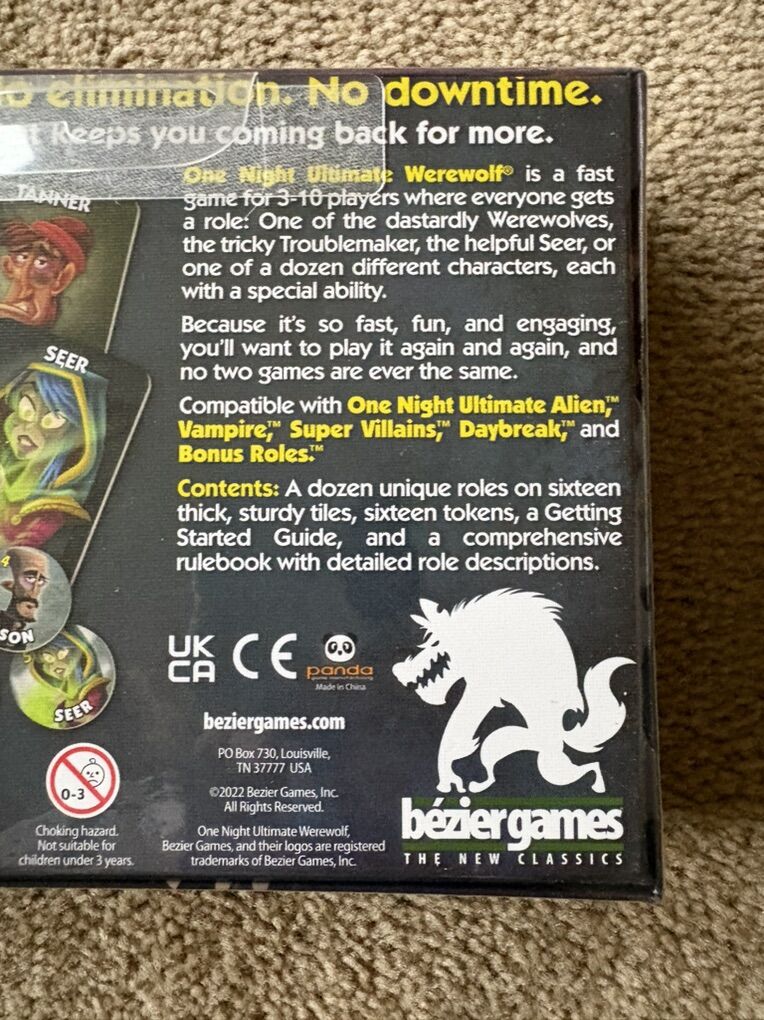 o elimination. No downtime.
t keeps you coming back for more.
TANNER
One Night Ultimate Werewolf® is a fast
game for 3-10 players where everyone gets
a role: One of the dastardly Werewolves,
the tricky Troublemaker, the helpful Seer, or
one of a dozen different characters, each
with a special ability.
Because it's so fast, fun, and engaging,
you'll want to play it again and again, and
no two games are ever the same.
SEER
Compatible with One Night Ultimate Alien,™
Vampire,™ Super Villains,™ Daybreak,™ and
Bonus Roles.™
Contents: A dozen unique roles on sixteen
thick, sturdy tiles, sixteen tokens, a Getting
Started Guide, and a comprehensive
rulebook with detailed role descriptions.
4
SON
SEER
UK
CA
CE
panda
game manufacturing
Made in China
beziergames.com
PO Box 730, Louisville,
TN 37777 USA
©2022 Bezier Games, Inc.
All Rights Reserved.
One Night Ultimate Werewolf,
Bezier Games, and their logos are registered
trademarks of Bezier Games, Inc.
0-3
Choking hazard.
Not suitable for
children under 3 years.
béziergames
THE NEW CLASSICS